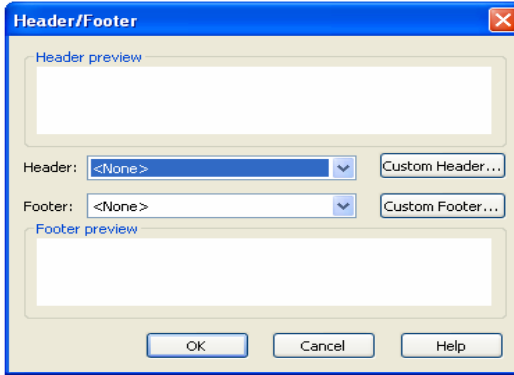 Header/Footer
Header preview
Header: <None> Custom Header...
Footer: <None> Custom Footer...
Footer preview
OK Cancel Help